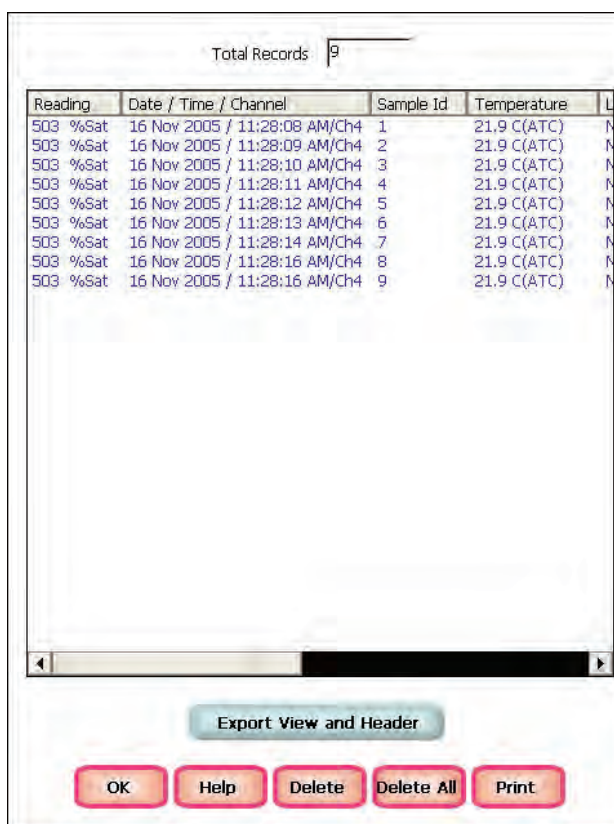 Total Records 9
Reading Date / Time / Channel Sample Id Temperature
503 %Sat 16 Nov 2005 / 11:28:08 AM/Ch4 1 21.9 C(ATC)
503 %Sat 16 Nov 2005 / 11:28:09 AM/Ch4 2 21.9 C(ATC)
503 %Sat 16 Nov 2005 / 11:28:10 AM/Ch4 3 21.9 C(ATC)
503 %Sat 16 Nov 2005 / 11:28:11 AM/Ch4 4 21.9 C(ATC)
503 %Sat 16 Nov 2005 / 11:28:12 AM/Ch4 5 21.9 C(ATC)
503 %Sat 16 Nov 2005 / 11:28:13 AM/Ch4 6 21.9 C(ATC)
503 %Sat 16 Nov 2005 / 11:28:14 AM/Ch4 7 21.9 C(ATC)
503 %Sat 16 Nov 2005 / 11:28:16 AM/Ch4 8 21.9 C(ATC)
503 %Sat 16 Nov 2005 / 11:28:16 AM/Ch4 9 21.9 C(ATC)
Export View and Header
OK Help Delete Delete All Print